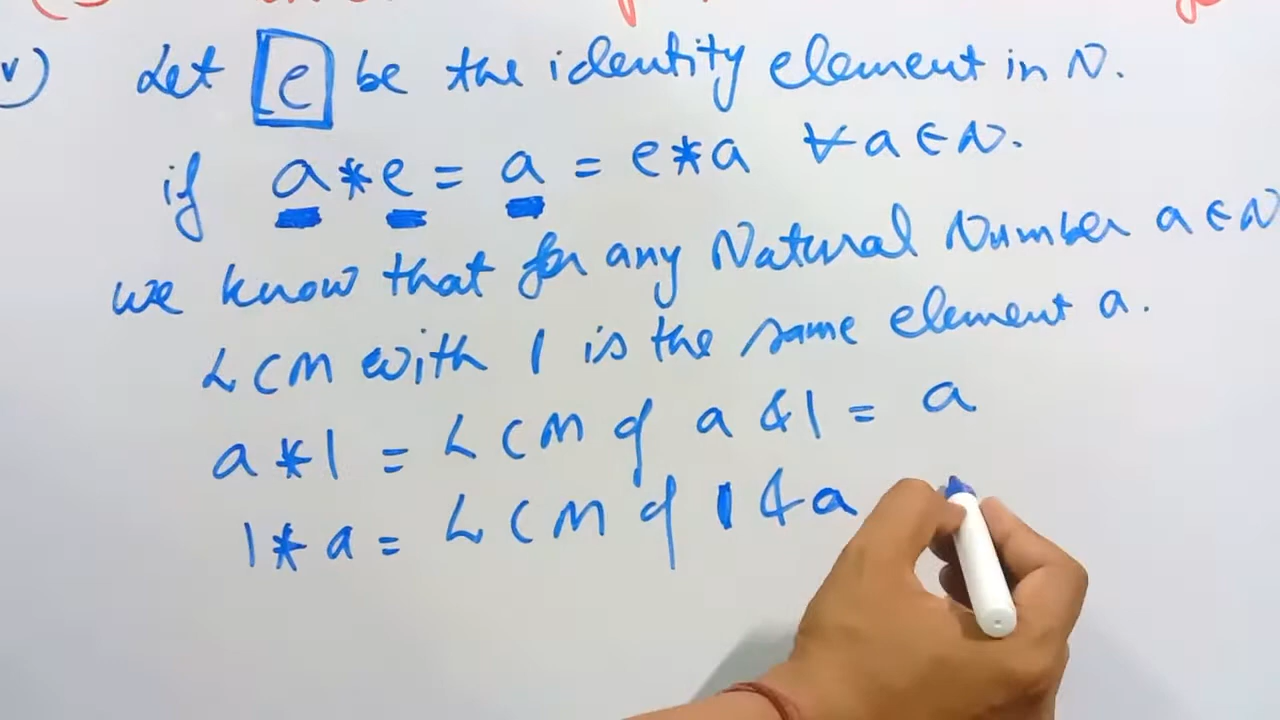 v) Let e be the identity element in N.
if a * e = a = e * a ∀ a ∈ N.
we know that for any Natural Number a ∈ N
LCM with 1 is the same element a.
a * 1 = LCM of a & 1 = a
1 * a = LCM of 1 & a